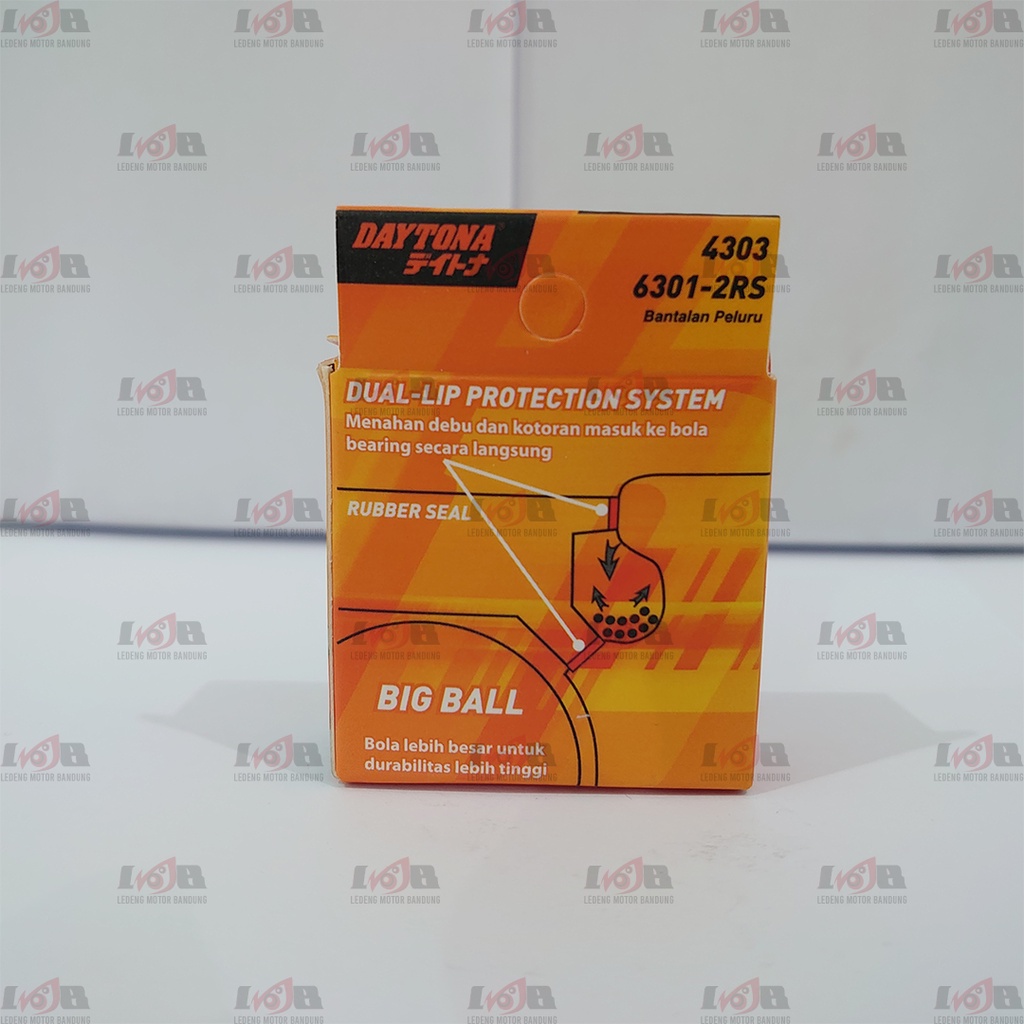 DAYTONA
デイトナ
4303
6301-2RS
Bantalan Peluru
DUAL-LIP PROTECTION SYSTEM
Menahan debu dan kotoran masuk ke bola
bearing secara langsung
RUBBER SEAL
BIG BALL
Bola lebih besar untuk
durabilitas lebih tinggi
LEDENG MOTOR BANDUNG